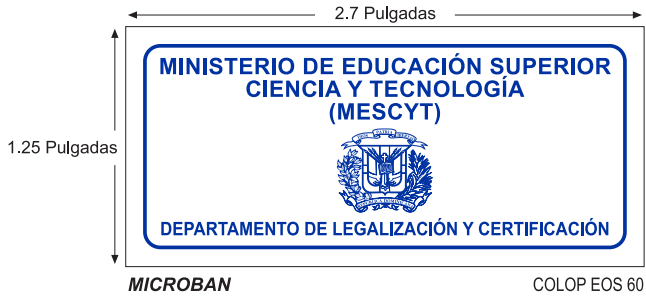 2.7 Pulgadas
MINISTERIO DE EDUCACIÓN SUPERIOR
CIENCIA Y TECNOLOGÍA
(MESCYT)
1.25 Pulgadas
DEPARTAMENTO DE LEGALIZACIÓN Y CERTIFICACIÓN
MICROBAN
COLOP EOS 60